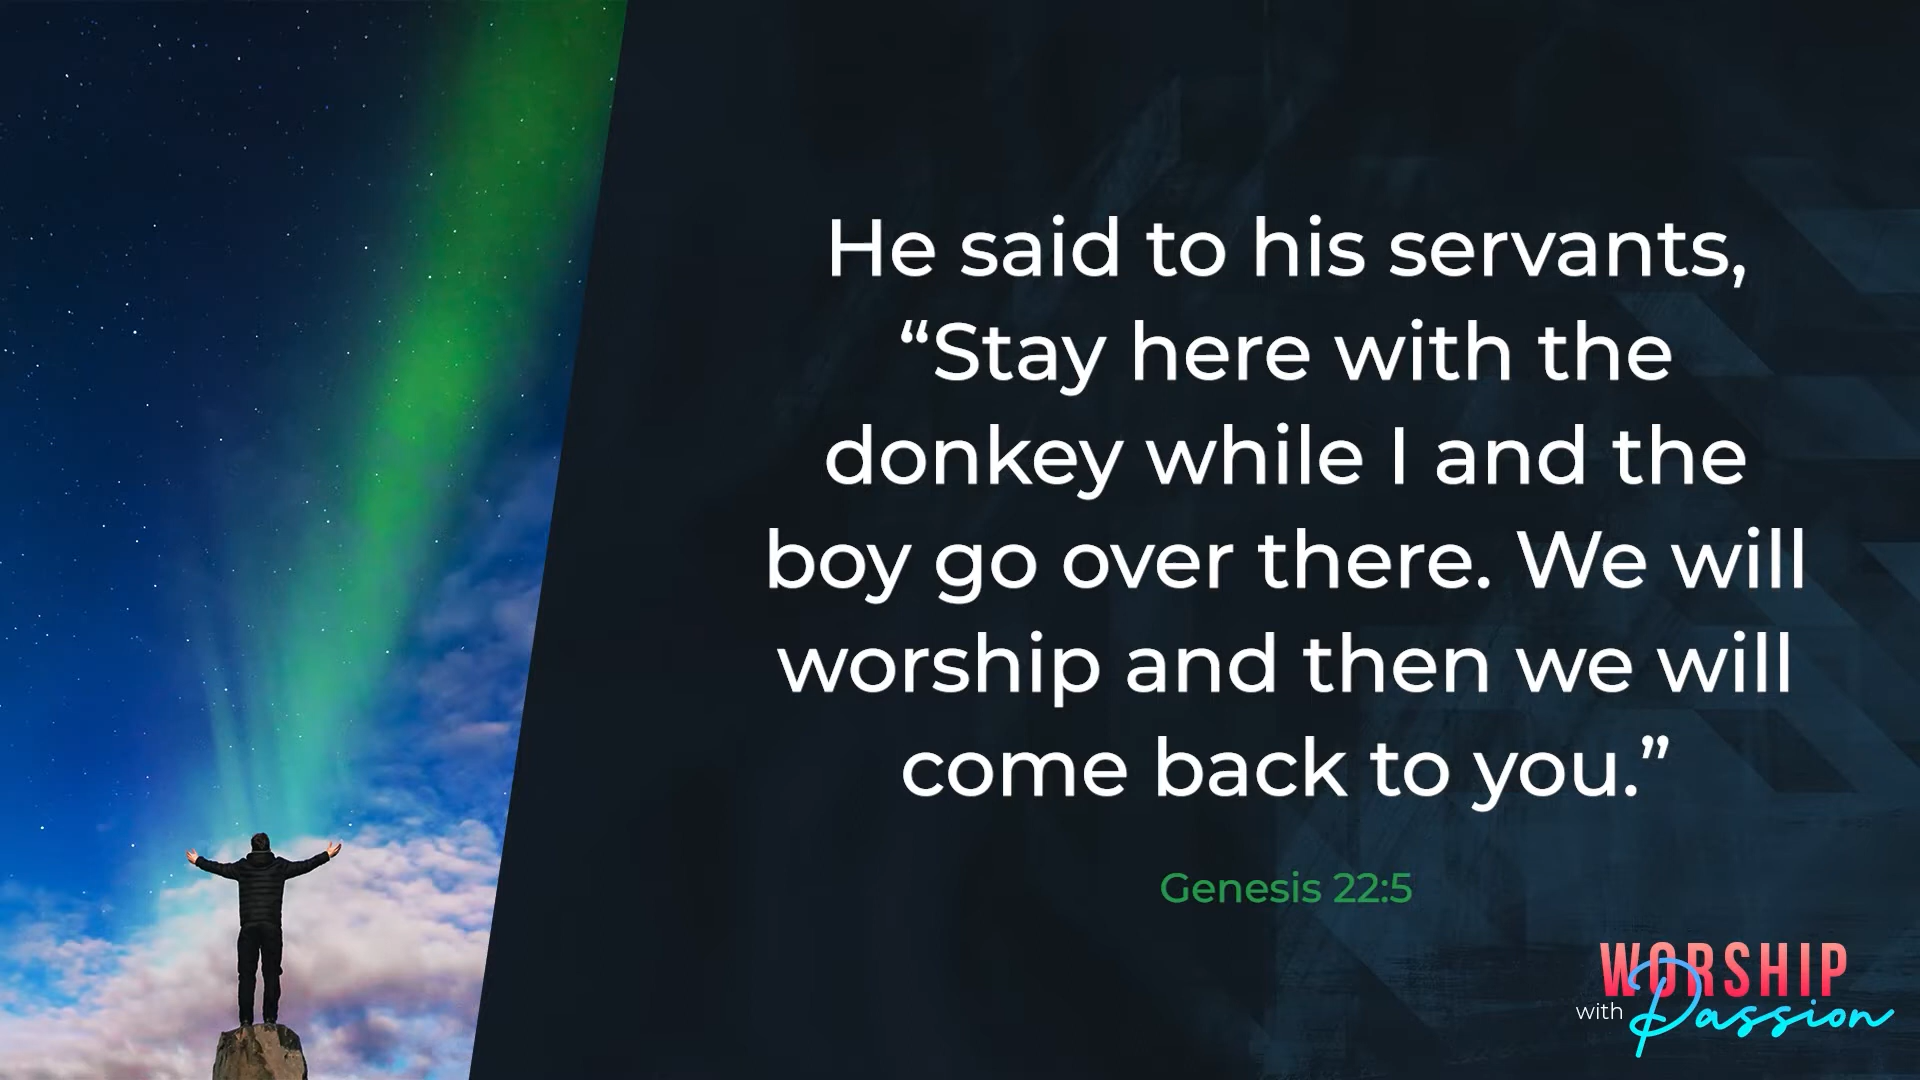 He said to his servants,
“Stay here with the
donkey while I and the
boy go over there. We will
worship and then we will
come back to you.”
Genesis 22:5
WORSHIP
with Passion